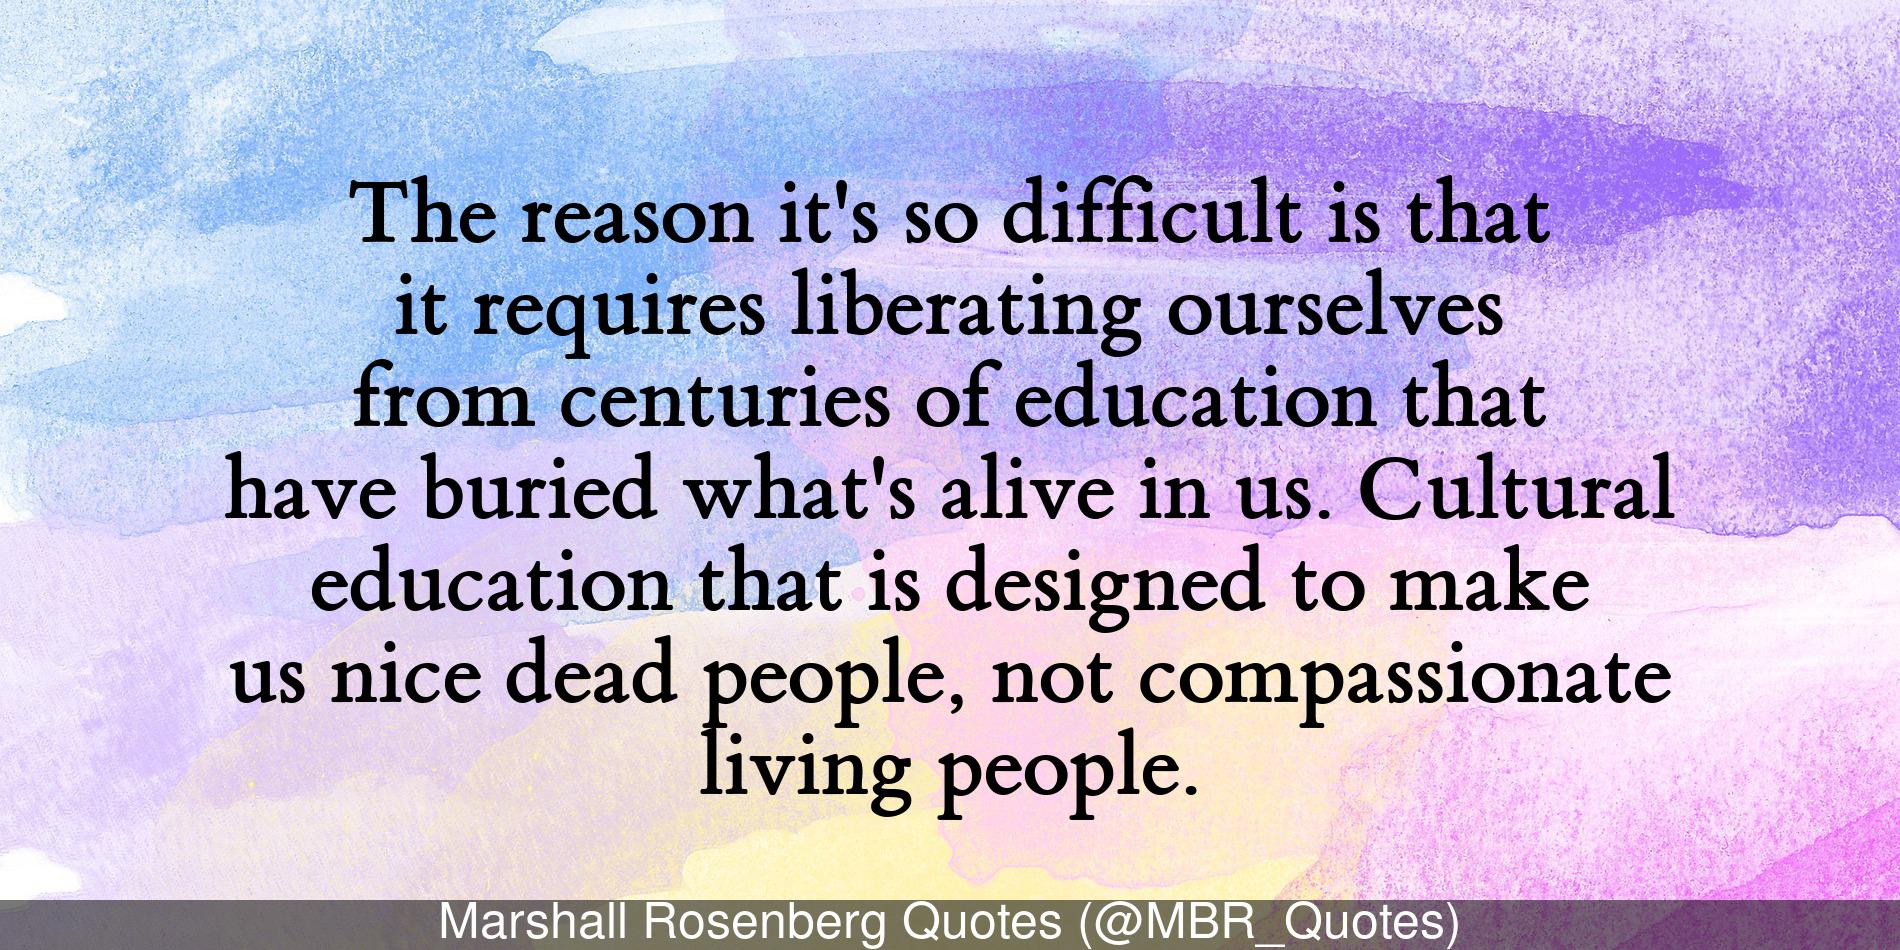 The reason it's so difficult is that
it requires liberating ourselves
from centuries of education that
have buried what's alive in us. Cultural
education that is designed to make
us nice dead people, not compassionate
living people.
Marshall Rosenberg Quotes (@MBR_Quotes)